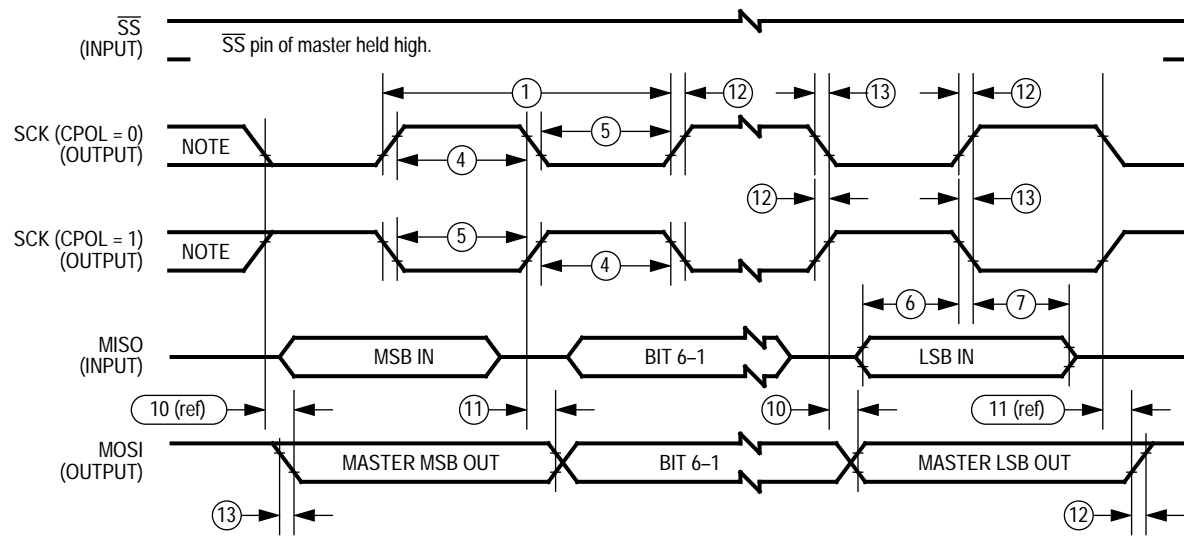 SS
(INPUT)
SS pin of master held high.
1
12
13
12
SCK (CPOL = 0)
(OUTPUT)
NOTE
5
4
12
13
SCK (CPOL = 1)
(OUTPUT)
NOTE
5
4
6
7
MISO
(INPUT)
MSB IN
BIT 6–1
LSB IN
10 (ref)
11
10
11 (ref)
MOSI
(OUTPUT)
MASTER MSB OUT
BIT 6–1
MASTER LSB OUT
13
12